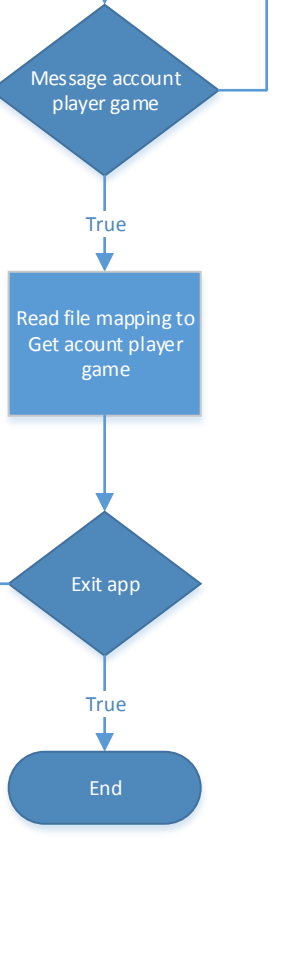 Message account
player game
True
Read file mapping to
Get acount player
game
Exit app
True
End